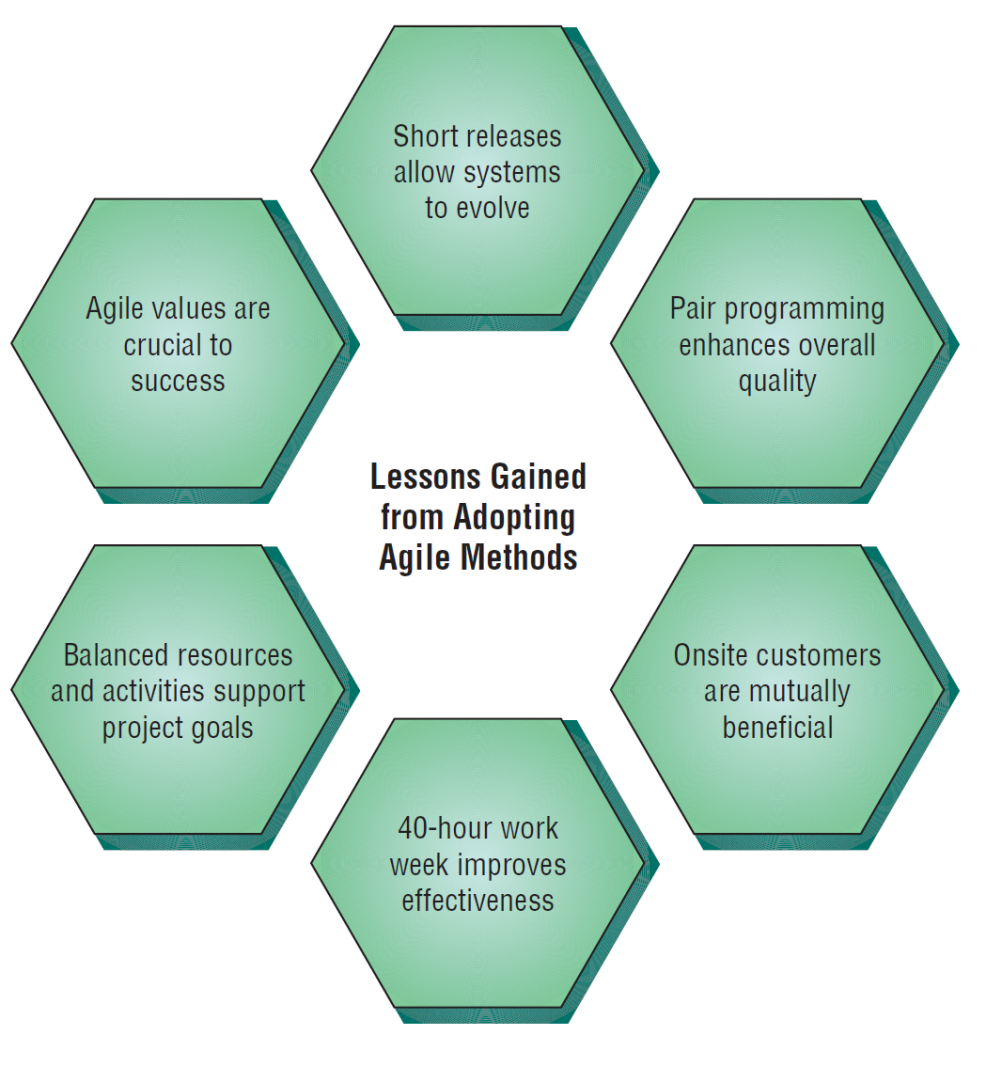 Short releases
allow systems
to evolve
Agile values are
crucial to
success
Pair programming
enhances overall
quality
Lessons Gained
from Adopting
Agile Methods
Balanced resources
and activities support
project goals
Onsite customers
are mutually
beneficial
40-hour work
week improves
effectiveness